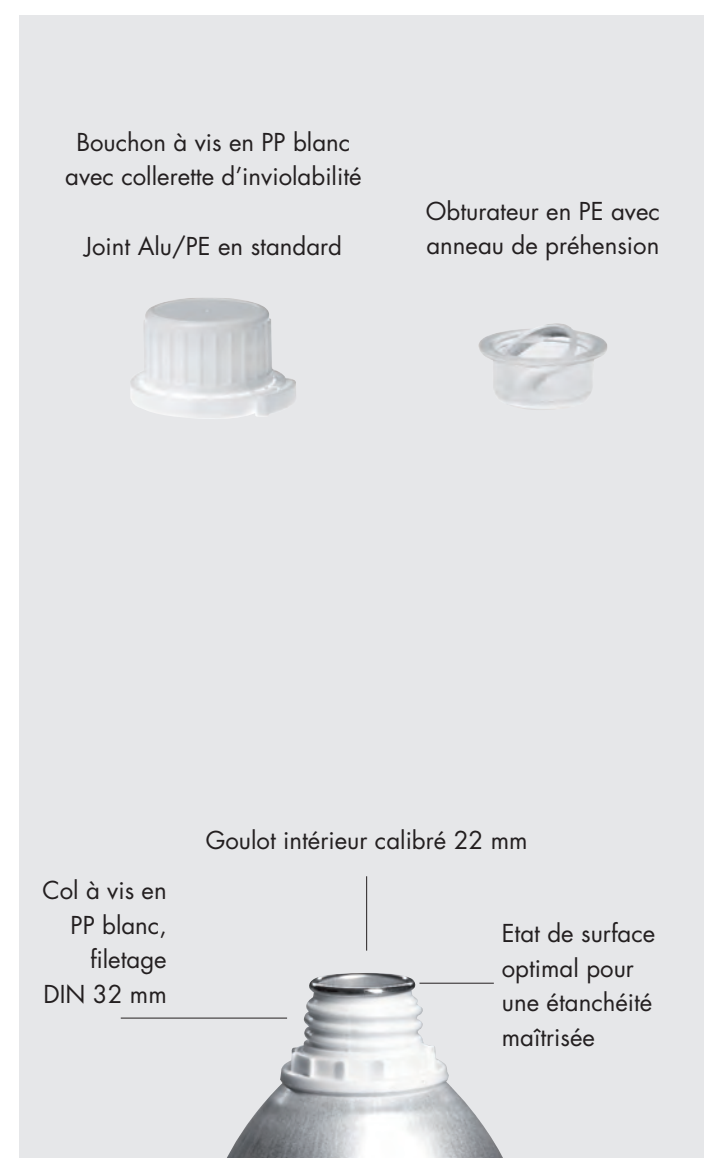 Bouchon à vis en PP blanc
avec collerette d'inviolabilité
Joint Alu/PE en standard
Obturateur en PE avec
anneau de préhension
Goulot intérieur calibré 22 mm
Col à vis en
PP blanc,
filetage
DIN 32 mm
Etat de surface
optimal pour
une étanchéité
maîtrisée